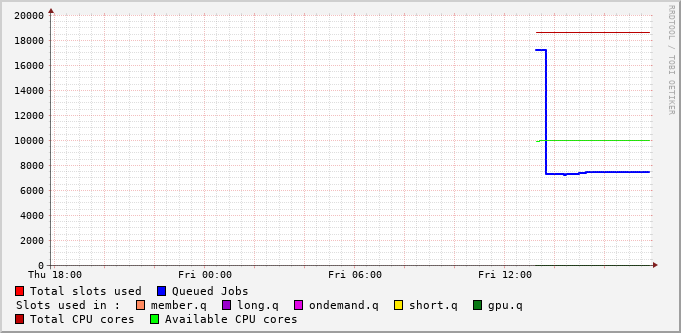 20000
18000
16000
14000
12000
10000
8000
6000
4000
2000
0
Thu 18:00 Fri 00:00 Fri 06:00 Fri 12:00
RRDTOOL / TOBI OETIKER
Total slots used Queued Jobs
Slots used in : member.q long.q ondemand.q short.q gpu.q
Total CPU cores Available CPU cores